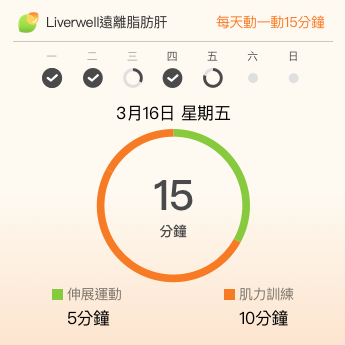 Liverwell遠離脂肪肝 每天動一動15分鐘
一 二 三 四 五 六 日
3月16日 星期五
15
分鐘
伸展運動 肌力訓練
5分鐘 10分鐘